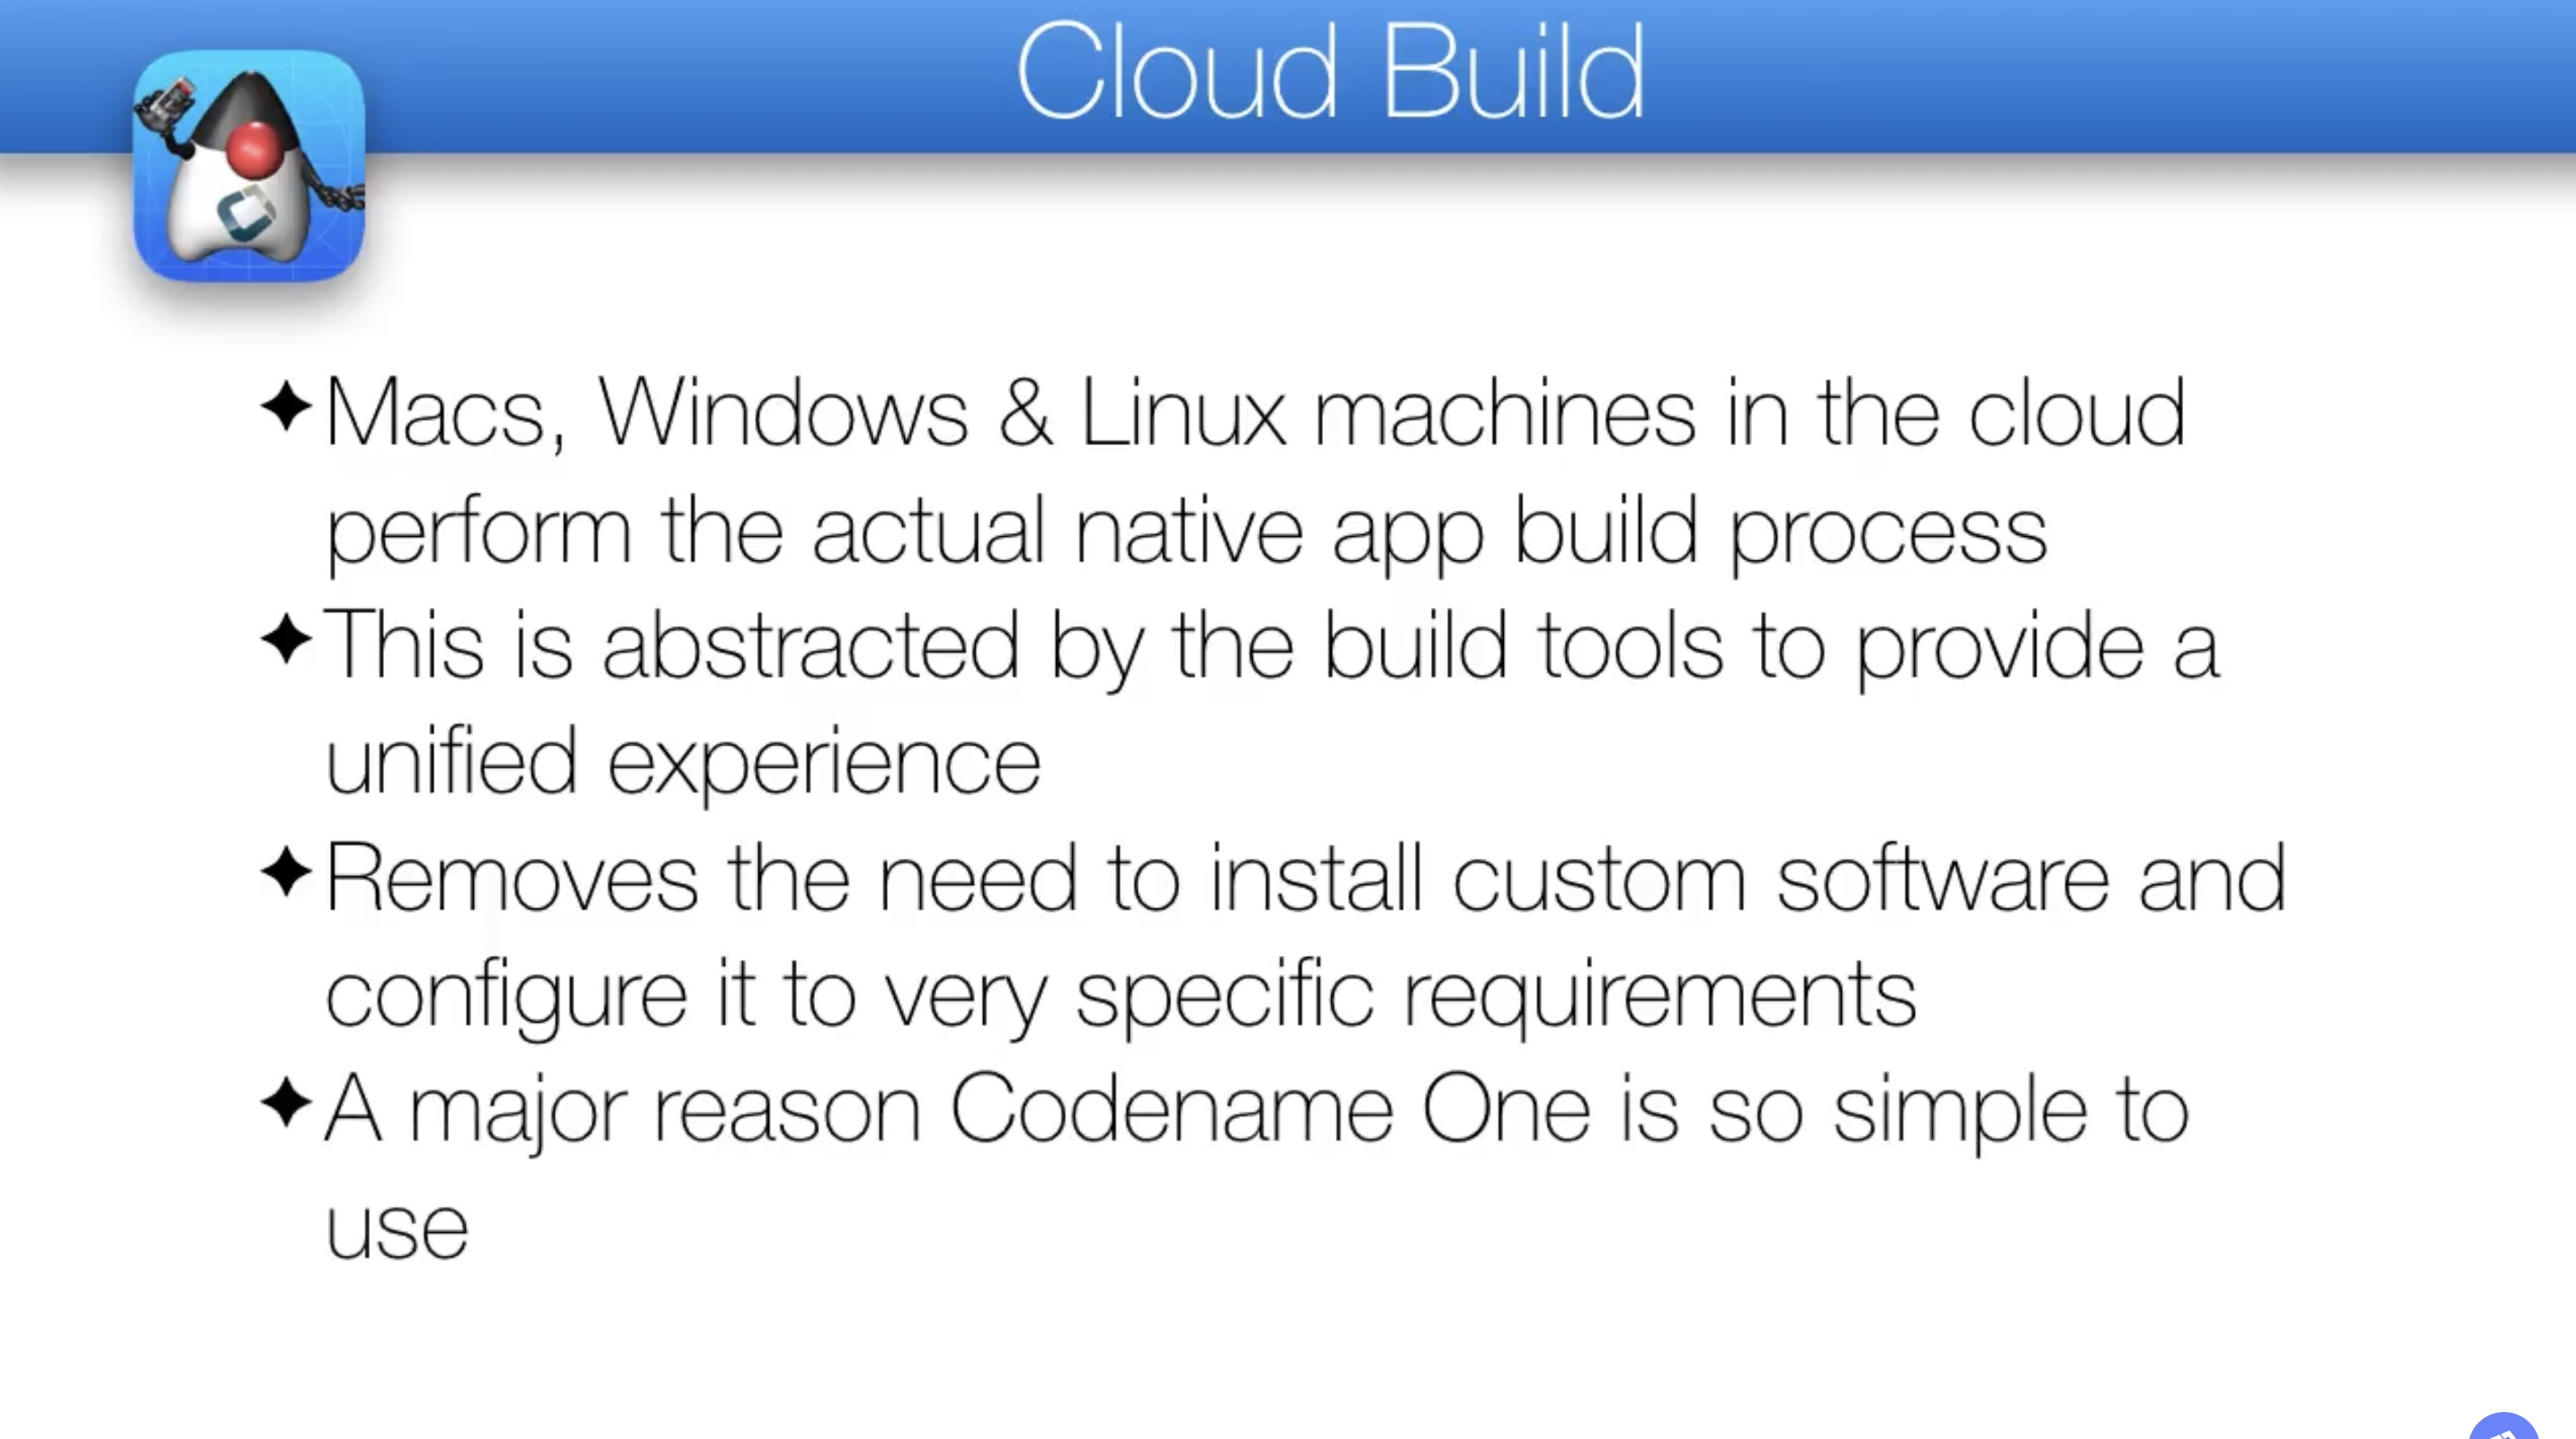 Cloud Build
✦Macs, Windows & Linux machines in the cloud
perform the actual native app build process
✦This is abstracted by the build tools to provide a
unified experience
✦Removes the need to install custom software and
configure it to very specific requirements
✦A major reason Codename One is so simple to
use